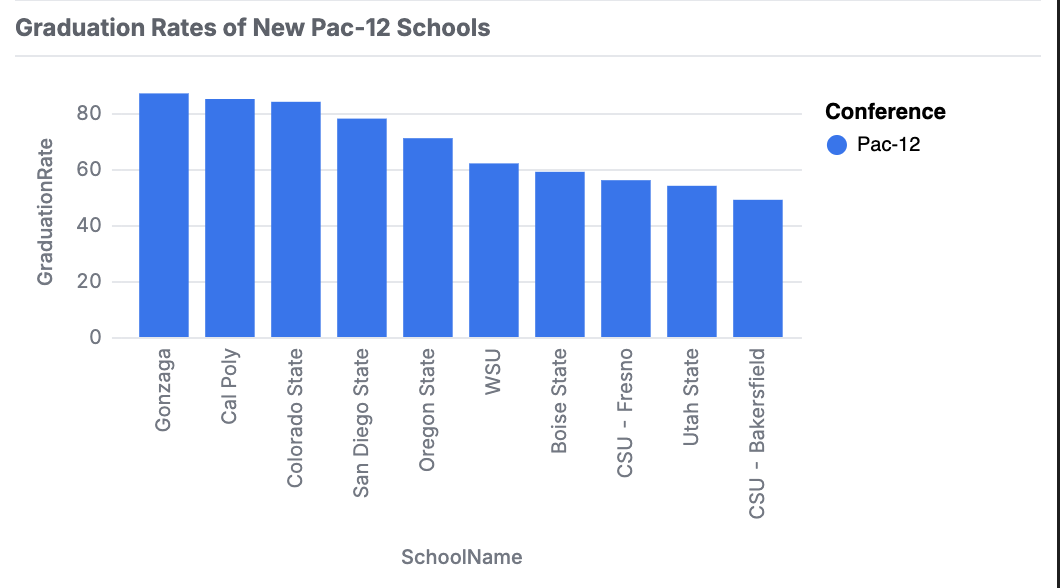 Graduation Rates of New Pac-12 Schools
Conference
Pac-12
GraduationRate
80
60
40
20
0
Gonzaga
Cal Poly
Colorado State
San Diego State
Oregon State
WSU
Boise State
CSU - Fresno
Utah State
CSU - Bakersfield
SchoolName